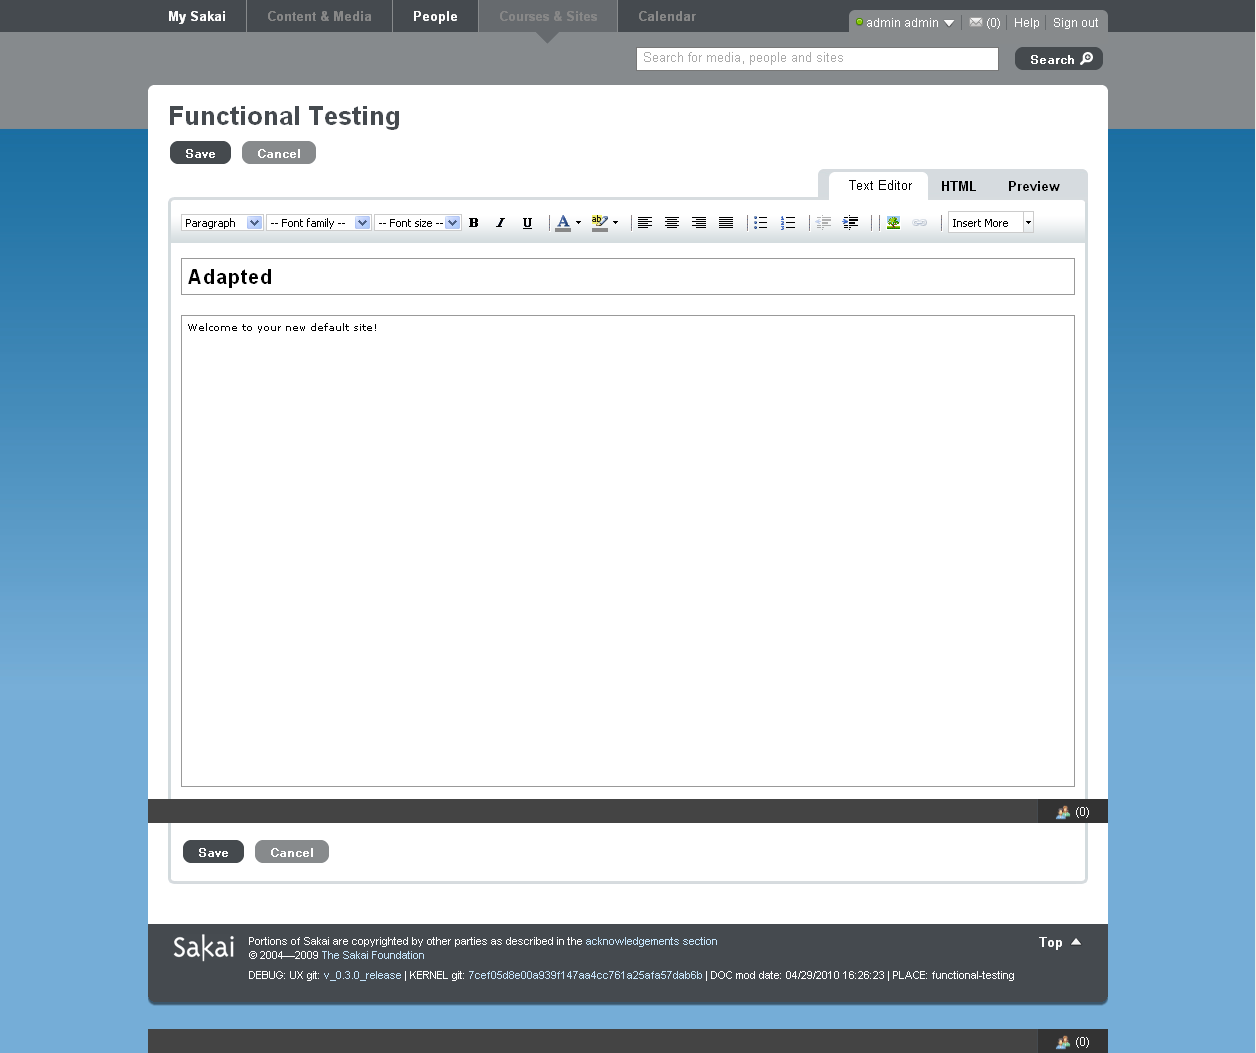 My Sakai Content & Media People Courses & Sites Calendar
admin admin (0) Help Sign out
Search for media, people and sites Search
Functional Testing
Save Cancel
Text Editor HTML Preview
Paragraph -- Font family -- -- Font size -- B I U A ab Insert More
Adapted
Welcome to your new default site!
(0)
Save Cancel
Sakai
Portions of Sakai are copyrighted by other parties as described in the acknowledgements section
Top
© 2004—2009 The Sakai Foundation
DEBUG: UX git: v_0.3.0_release | KERNEL git: 7cef05d8e00a939f147aa4cc761a25afa57dab6b | DOC mod date: 04/29/2010 16:26:23 | PLACE: functional-testing
(0)